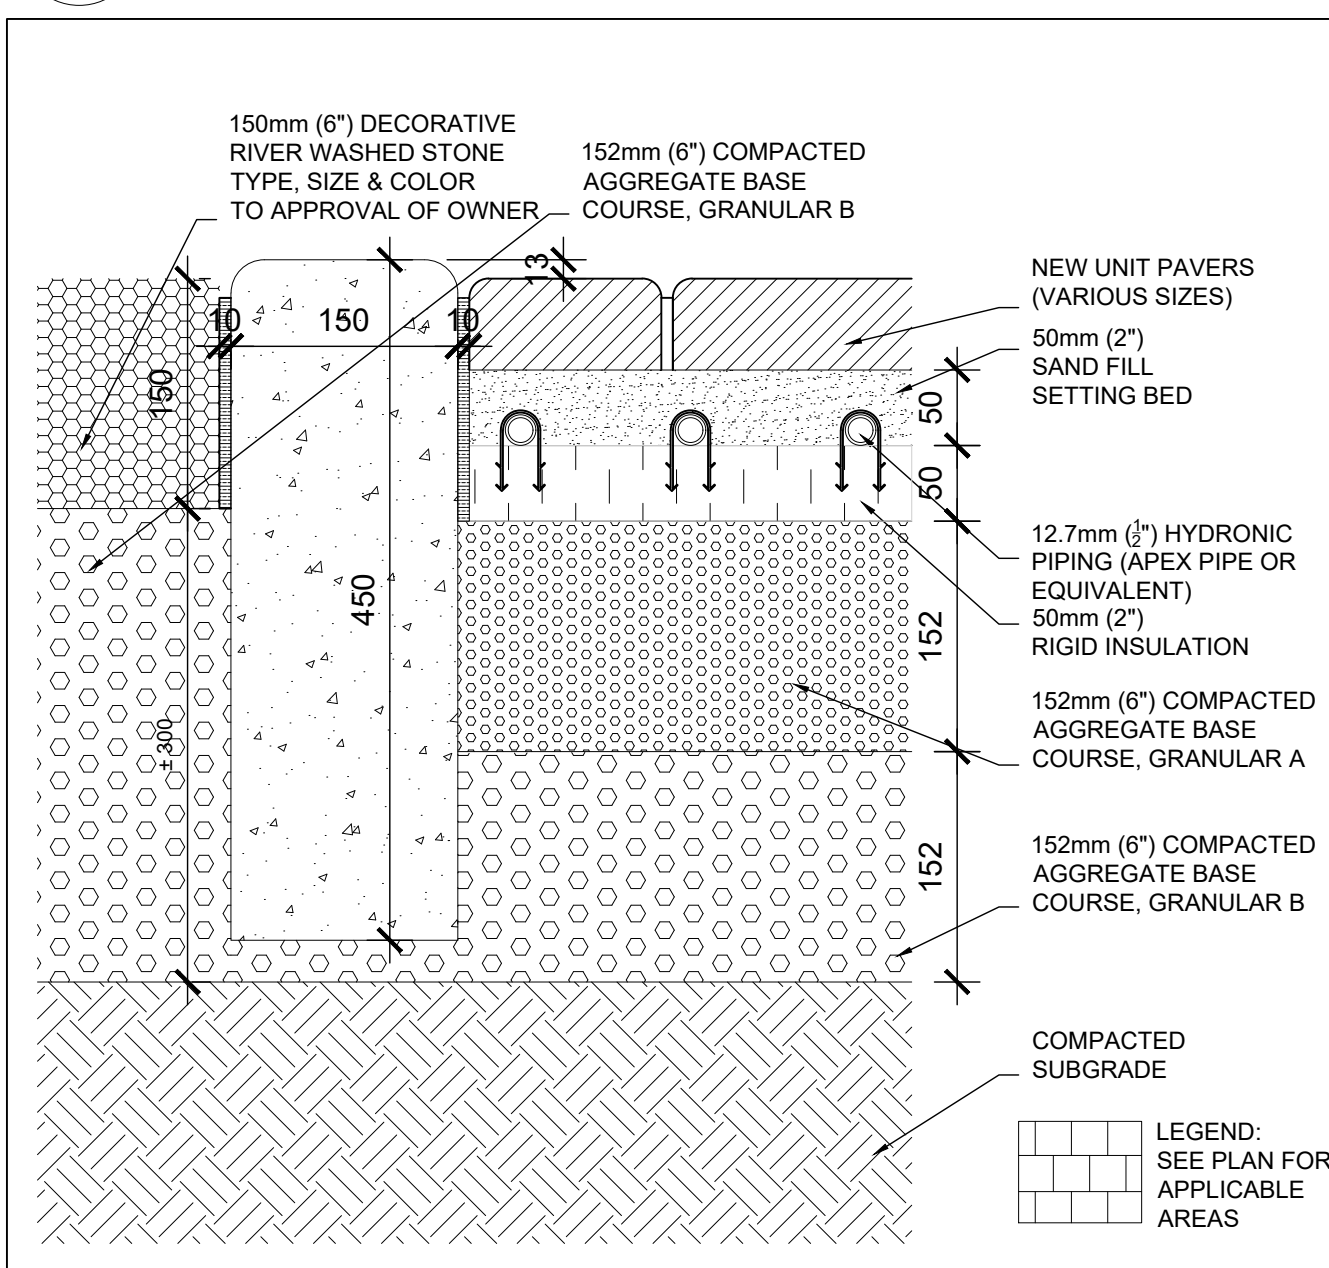 150mm (6") DECORATIVE
RIVER WASHED STONE
TYPE, SIZE & COLOR
TO APPROVAL OF OWNER
152mm (6") COMPACTED
AGGREGATE BASE
COURSE, GRANULAR B
13
10
150
10
150
450
±300
50
50
152
152
NEW UNIT PAVERS
(VARIOUS SIZES)
50mm (2")
SAND FILL
SETTING BED
12.7mm (½") HYDRONIC
PIPING (APEX PIPE OR
EQUIVALENT)
50mm (2")
RIGID INSULATION
152mm (6") COMPACTED
AGGREGATE BASE
COURSE, GRANULAR A
152mm (6") COMPACTED
AGGREGATE BASE
COURSE, GRANULAR B
COMPACTED
SUBGRADE
LEGEND:
SEE PLAN FOR
APPLICABLE
AREAS